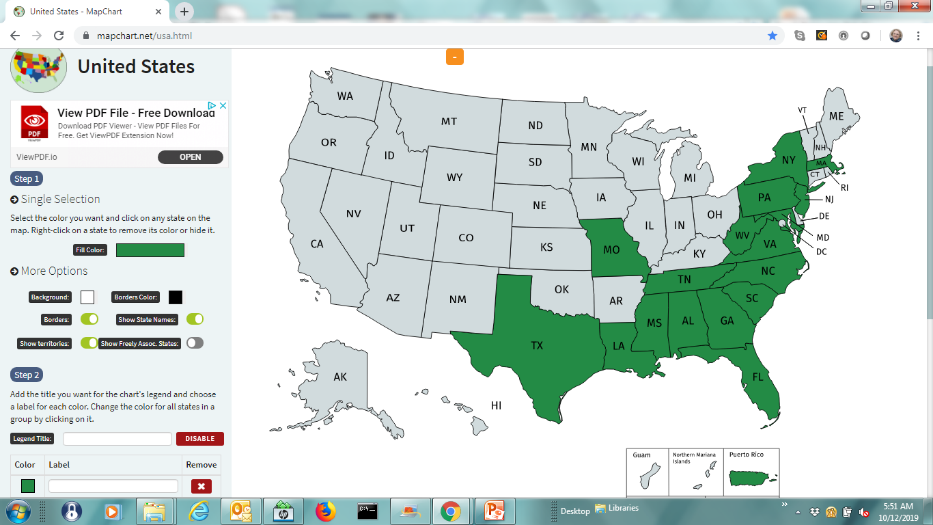 United States - MapChart
mapchart.net/usa.html
United States
View PDF File - Free Download
Download PDF Viewer - View PDF Files For
Free. Get ViewPDF Extension Now!
PDF
ViewPDF.io
OPEN
Step 1
Single Selection
Select the color you want and click on any state on the
map. Right-click on a state to remove its color or hide it.
Fill Color:
More Options
Background:
Borders Color:
Borders:
Show State Names:
Show territories:
Show Freely Assoc. States:
Step 2
Add the title you want for the chart's legend and choose
a label for each color. Change the color for all states in a
group by clicking on it.
Legend Title:
DISABLE
Color Label Remove
WA
OR
ID
MT
ND
MN
SD
WY
NE
IA
WI
MI
NV
UT
CO
CA
KS
MO
IL
IN
OH
KY
WV
VA
PA
NY
VT
NH
ME
MA
CT
RI
NJ
DE
MD
DC
AZ
NM
OK
AR
TN
NC
SC
TX
LA
MS
AL
GA
FL
AK
HI
Guam
Northern Mariana
Islands
Puerto Rico
Desktop
Libraries
5:51 AM
10/12/2019